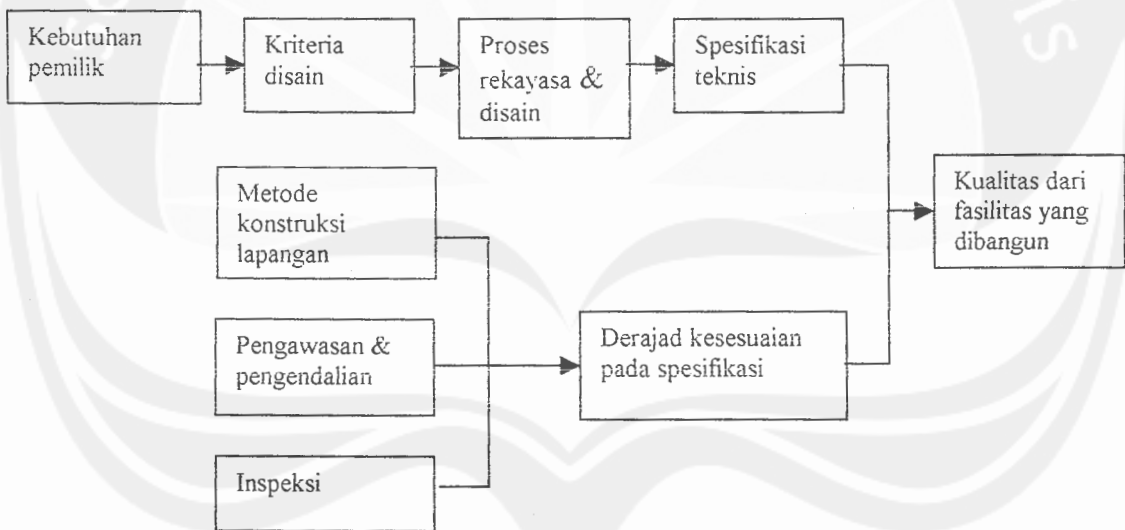 Kebutuhan
pemilik
Kriteria
disain
Proses
rekayasa &
disain
Spesifikasi
teknis
Metode
konstruksi
lapangan
Pengawasan &
pengendalian
Inspeksi
Derajad kesesuaian
pada spesifikasi
Kualitas dari
fasilitas yang
dibangun